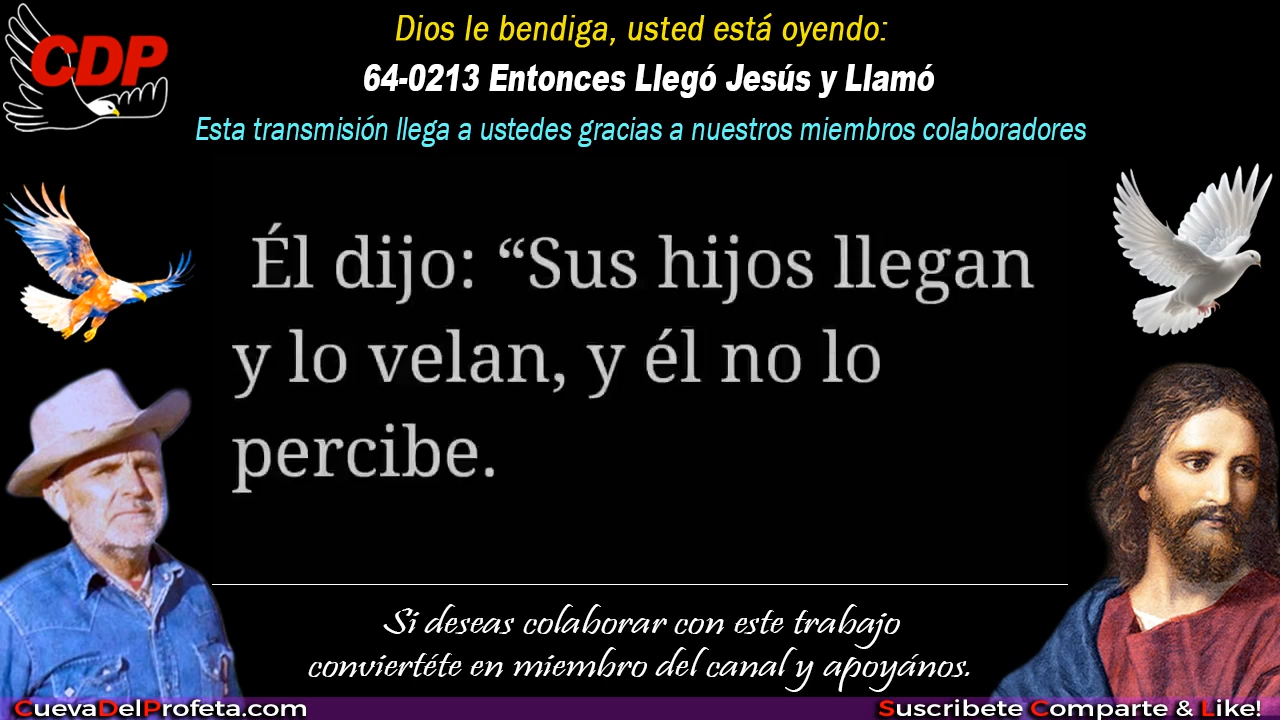 CDP
Dios le bendiga, usted está oyendo:
64-0213 Entonces Llegó Jesús y Llamó
Esta transmisión llega a ustedes gracias a nuestros miembros colaboradores
Él dijo: “Sus hijos llegan
y lo velan, y él no lo
percibe.
Si deseas colaborar con este trabajo
conviertéte en miembro del canal y apoyános.
CuevaDelProfeta.com
Suscribete Comparte & Like!